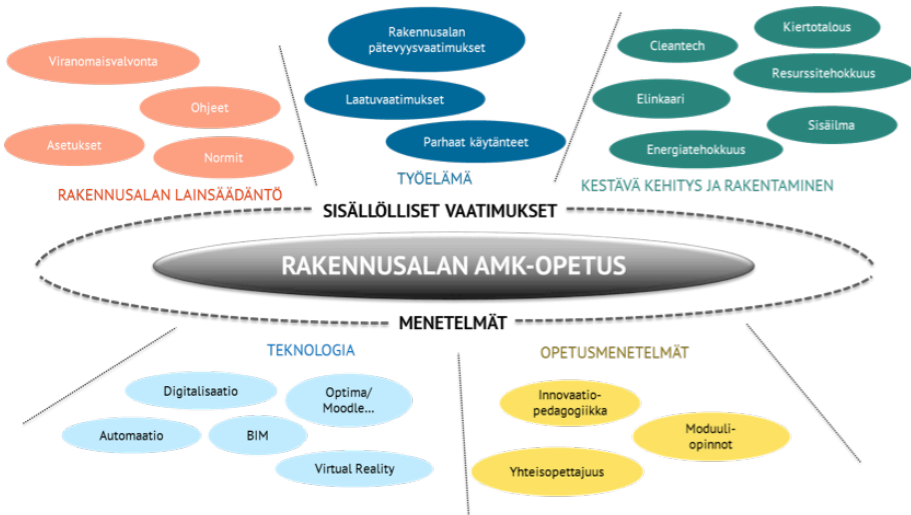 Viranomaisvalvonta
Ohjeet
Asetukset
Normit
RAKENNUSALAN LAINSÄÄDÄNTÖ
Rakennusalan
pätevyysvaatimukset
Laatuvaatimukset
Parhaat käytänteet
TYÖELÄMÄ
Kiertotalous
Cleantech
Resurssitehokkuus
Elinkaari
Sisäilma
Energiatehokkuus
KESTÄVÄ KEHITYS JA RAKENTAMINEN
SISÄLLÖLLISET VAATIMUKSET
RAKENNUSALAN AMK-OPETUS
MENETELMÄT
TEKNOLOGIA
Digitalisaatio
Optima/
Moodle...
Automaatio
BIM
Virtual Reality
OPETUSMENETELMÄT
Innovaatio-
pedagogiikka
Moduuli-
opinnot
Yhteisopettajuus